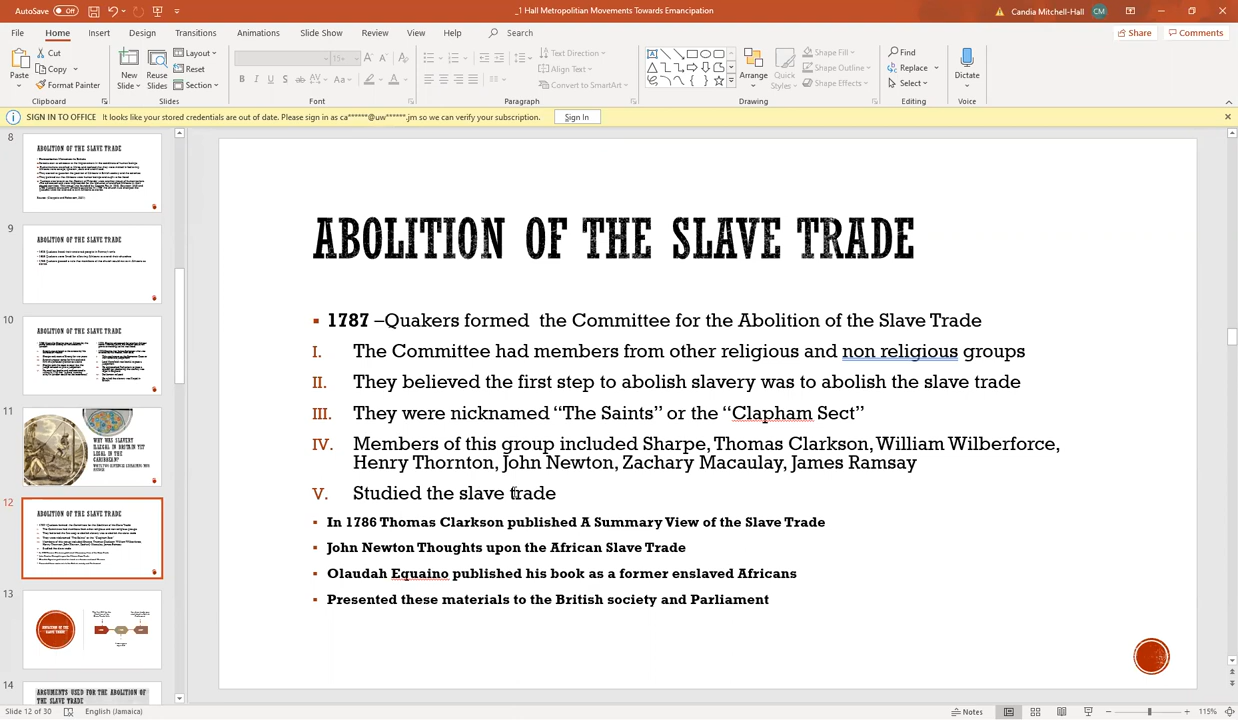 AutoSave Off
_1 Hall Metropolitan Movements Towards Emancipation
Candia Mitchell-Hall CM
File Home Insert Design Transitions Animations Slide Show Review View Help Search
Share Comments
Paste
Cut
Copy
Format Painter
Clipboard
New
Slide
Reuse
Slides
Layout
Reset
Section
Slides
Font
Text Direction
Align Text
Convert to SmartArt
Paragraph
Arrange
Quick
Styles
Shape Fill
Shape Outline
Shape Effects
Drawing
Find
Replace
Select
Editing
Dictate
Voice
SIGN IN TO OFFICE It looks like your stored credentials are out of date. Please sign in as ca******@uw******.jm so we can verify your subscription. Sign In
8
ABOLITION OF THE SLAVE TRADE
9
ABOLITION OF THE SLAVE TRADE
10
ABOLITION OF THE SLAVE TRADE
11
WHY WAS SLAVERY
ILLEGAL IN BRITAIN YET
LEGAL IN THE
CARIBBEAN?
12
ABOLITION OF THE SLAVE TRADE
13
14
ARGUMENTS USED FOR THE ABOLITION OF
THE SLAVE TRADE
ABOLITION OF THE SLAVE TRADE
1787 –Quakers formed the Committee for the Abolition of the Slave Trade
I. The Committee had members from other religious and non religious groups
II. They believed the first step to abolish slavery was to abolish the slave trade
III. They were nicknamed “The Saints” or the “Clapham Sect”
IV. Members of this group included Sharpe, Thomas Clarkson, William Wilberforce,
Henry Thornton, John Newton, Zachary Macaulay, James Ramsay
V. Studied the slave trade
In 1786 Thomas Clarkson published A Summary View of the Slave Trade
John Newton Thoughts upon the African Slave Trade
Olaudah Equaino published his book as a former enslaved Africans
Presented these materials to the British society and Parliament
Slide 12 of 30 English (Jamaica)
Notes
115%